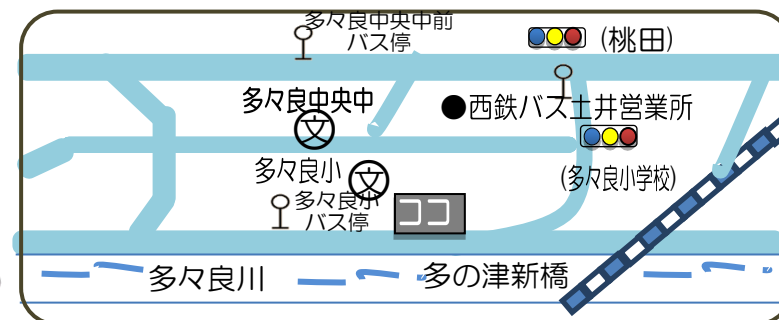 多々良中央中前
バス停
(桃田)
多々良中央中
文
●西鉄バス土井営業所
多々良小
文
(多々良小学校)
多々良小
バス停
ココ
多々良川
多の津新橋